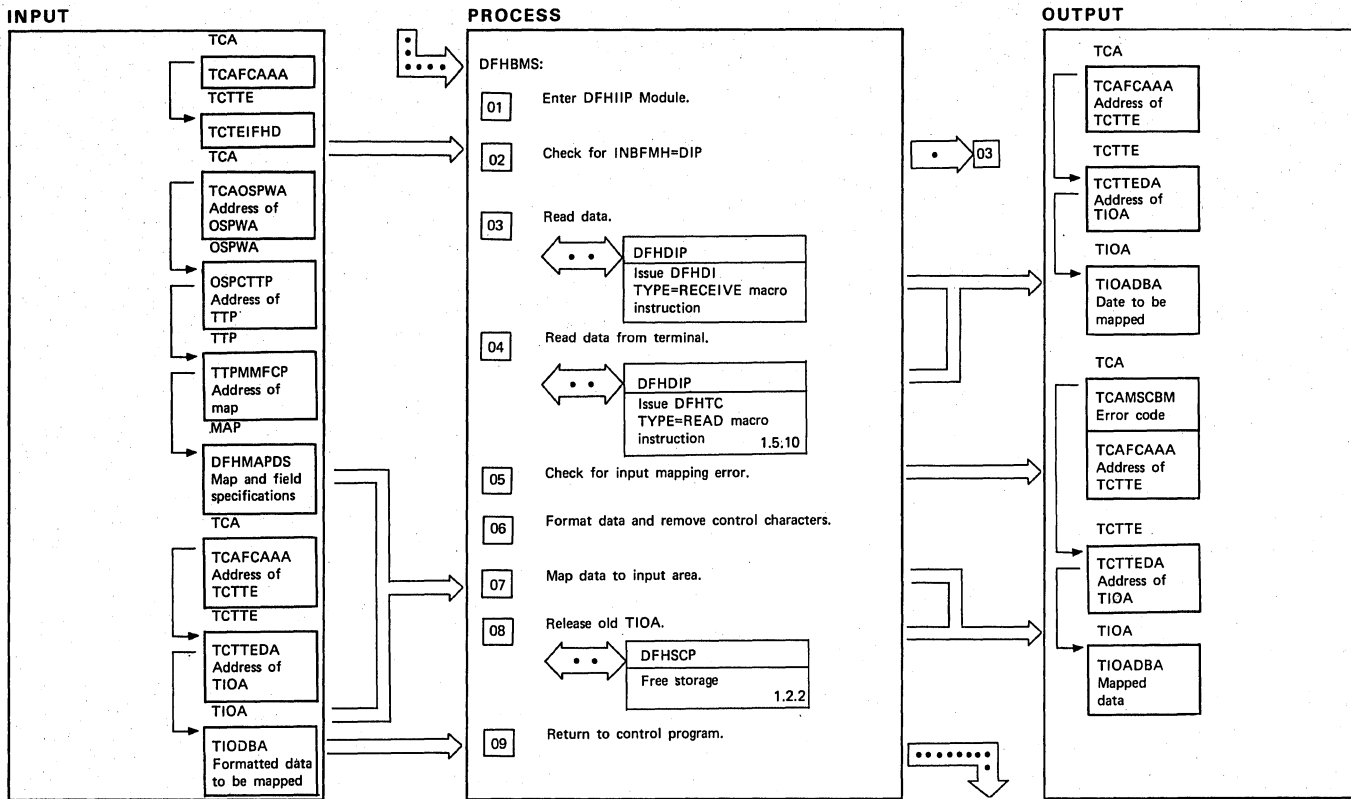 INPUT
TCA
TCAFCAAA
TCTTE
TCTEIFHD
TCA
TCAOSPWA
Address of
OSPWA
OSPWA
OSPCTTP
Address of
TTP
TTP
TTPMMFCP
Address of
map
MAP
DFHMAPDS
Map and field
specifications
TCA
TCAFCAAA
Address of
TCTTE
TCTTE
TCTTEDA
Address of
TIOA
TIOA
TIODBA
Formatted data
to be mapped
PROCESS
DFHBMS:
01 Enter DFHIIP Module.
02 Check for INBFMH=DIP
03
03 Read data.
DFHDIP
Issue DFHDI
TYPE=RECEIVE macro
instruction
04 Read data from terminal.
DFHDIP
Issue DFHTC
TYPE=READ macro
instruction 1.5.10
05 Check for input mapping error.
06 Format data and remove control characters.
07 Map data to input area.
08 Release old TIOA.
DFHSCP
Free storage
1.2.2
09 Return to control program.
OUTPUT
TCA
TCAFCAAA
Address of
TCTTE
TCTTE
TCTTEDA
Address of
TIOA
TIOA
TIOADBA
Date to be
mapped
TCA
TCAMSCBM
Error code
TCAFCAAA
Address of
TCTTE
TCTTE
TCTTEDA
Address of
TIOA
TIOA
TIOADBA
Mapped
data